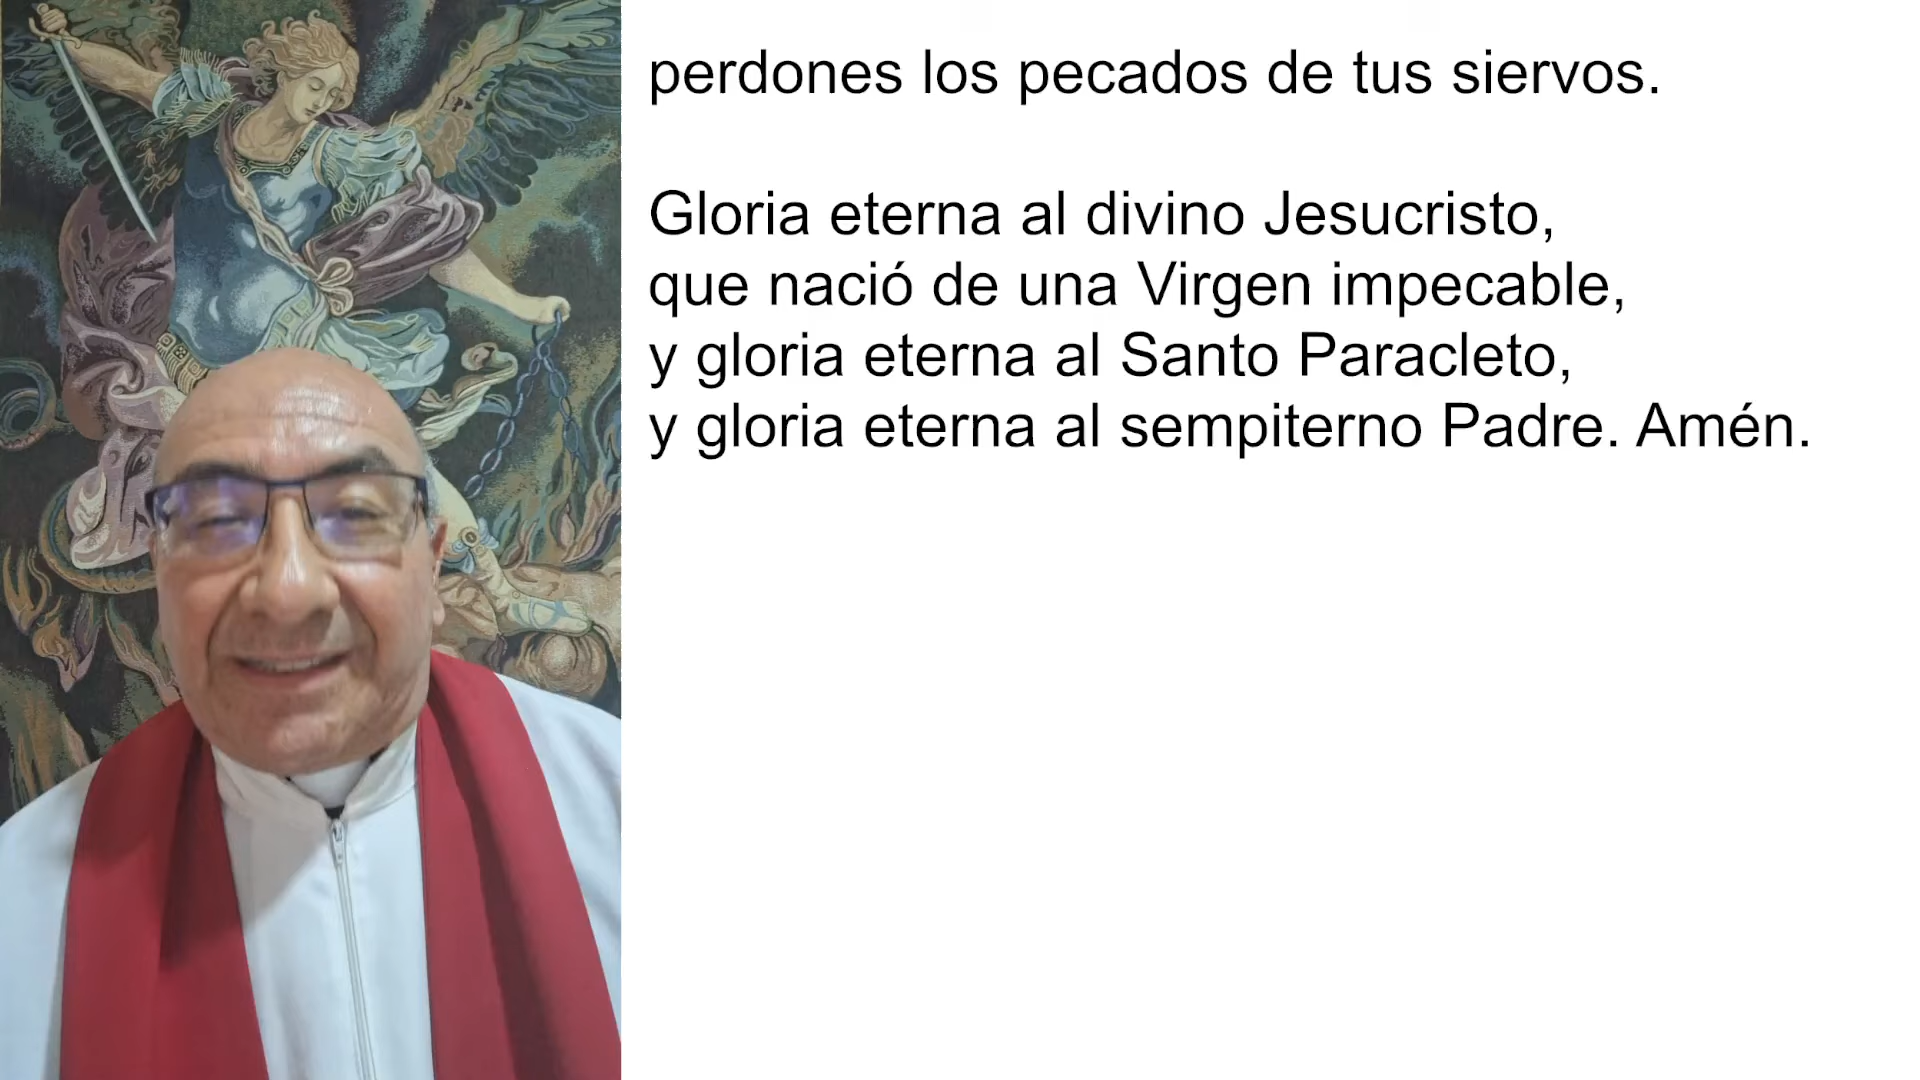 perdones los pecados de tus siervos.
Gloria eterna al divino Jesucristo,
que nació de una Virgen impecable,
y gloria eterna al Santo Paracleto,
y gloria eterna al sempiterno Padre. Amén.